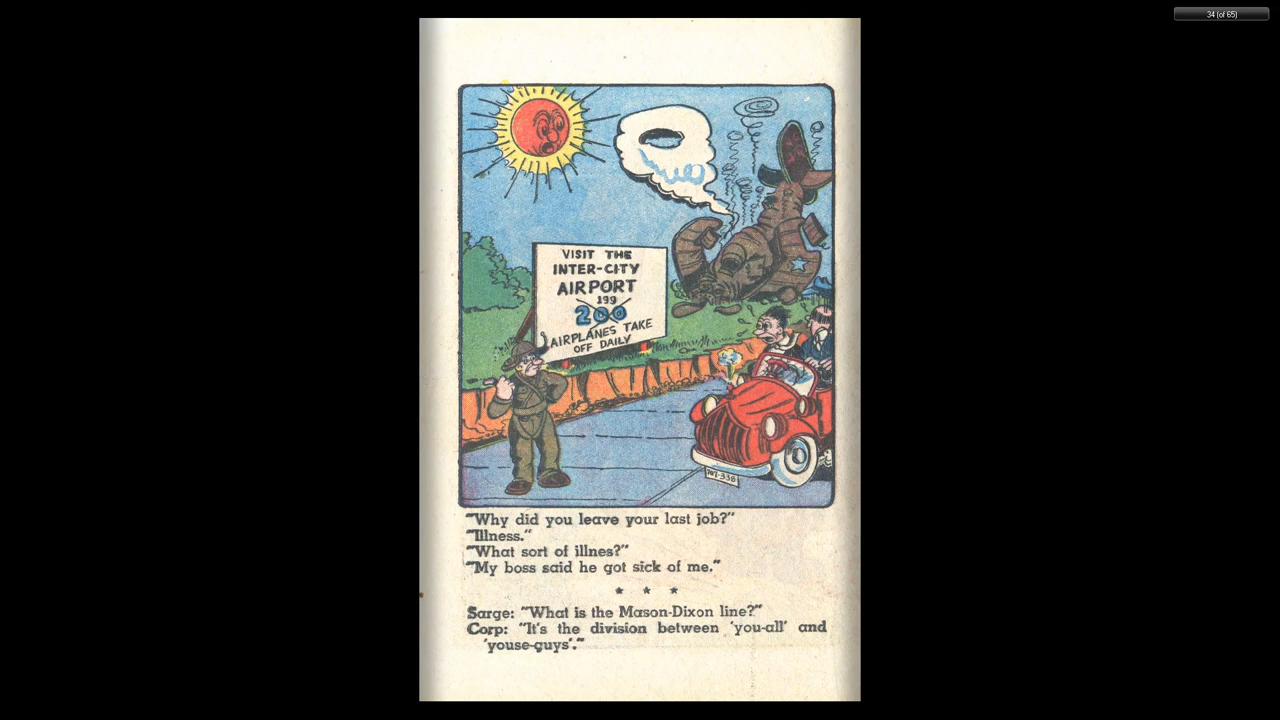 34 (of 65)
VISIT THE
INTER-CITY
AIRPORT
199
200
AIRPLANES TAKE
OFF DAILY
"Why did you leave your last job?"
"Illness."
"What sort of illnes?"
"My boss said he got sick of me."
* * *
Sarge: "What is the Mason-Dixon line?"
Corp: "It's the division between 'you-all' and
'youse-guys'."